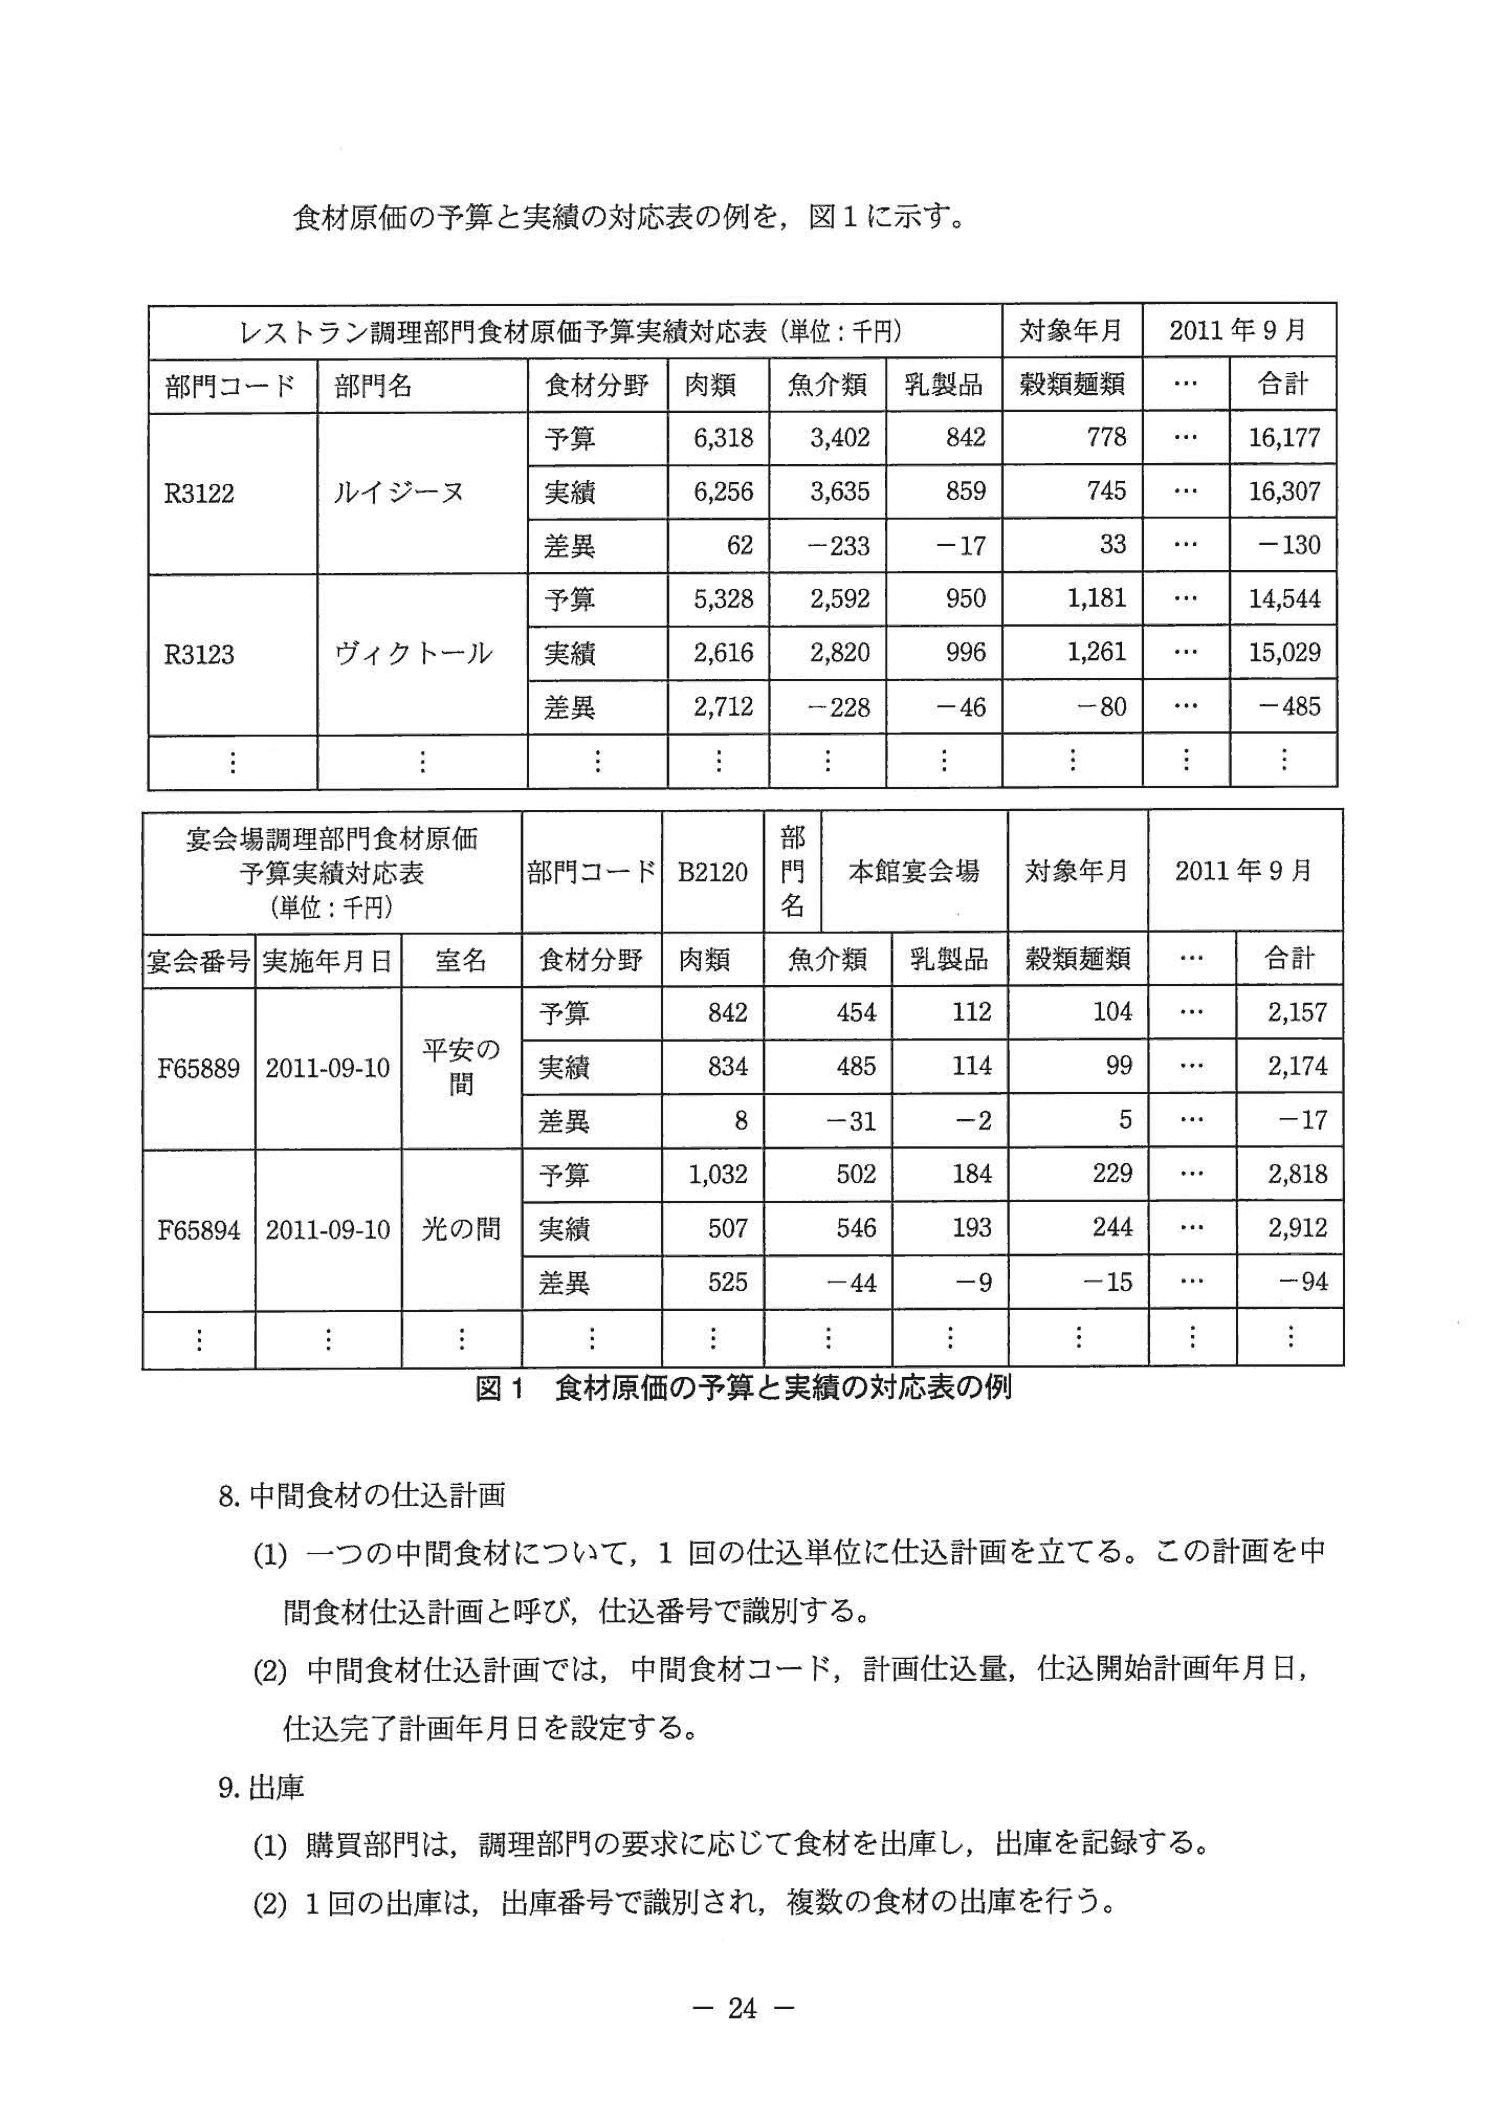 食材原価の予算と実績の対応表の例を，図1に示す。
レストラン調理部門食材原価予算実績対応表（単位：千円） 対象年月 2011年9月
部門コード 部門名 食材分野 肉類 魚介類 乳製品 穀類麺類 … 合計
予算 6,318 3,402 842 778 … 16,177
R3122 ルイジーヌ 実績 6,256 3,635 859 745 … 16,307
差異 62 －233 －17 33 … －130
予算 5,328 2,592 950 1,181 … 14,544
R3123 ヴィクトール 実績 2,616 2,820 996 1,261 … 15,029
差異 2,712 －228 －46 －80 … －485
⋮ ⋮ ⋮ ⋮ ⋮ ⋮ ⋮ ⋮ ⋮
宴会場調理部門食材原価
予算実績対応表
（単位：千円）
部門コード B2120 部門名 本館宴会場 対象年月 2011年9月
宴会番号 実施年月日 室名 食材分野 肉類 魚介類 乳製品 穀類麺類 … 合計
予算 842 454 112 104 … 2,157
F65889 2011-09-10 平安の間 実績 834 485 114 99 … 2,174
差異 8 －31 －2 5 … －17
予算 1,032 502 184 229 … 2,818
F65894 2011-09-10 光の間 実績 507 546 193 244 … 2,912
差異 525 －44 －9 －15 … －94
⋮ ⋮ ⋮ ⋮ ⋮ ⋮ ⋮ ⋮ ⋮ ⋮
図1 食材原価の予算と実績の対応表の例
8. 中間食材の仕込計画
(1) 一つの中間食材について，1 回の仕込単位に仕込計画を立てる。この計画を中
間食材仕込計画と呼び，仕込番号で識別する。
(2) 中間食材仕込計画では，中間食材コード，計画仕込量，仕込開始計画年月日，
仕込完了計画年月日を設定する。
9. 出庫
(1) 購買部門は，調理部門の要求に応じて食材を出庫し，出庫を記録する。
(2) 1回の出庫は，出庫番号で識別され，複数の食材の出庫を行う。
－ 24 －